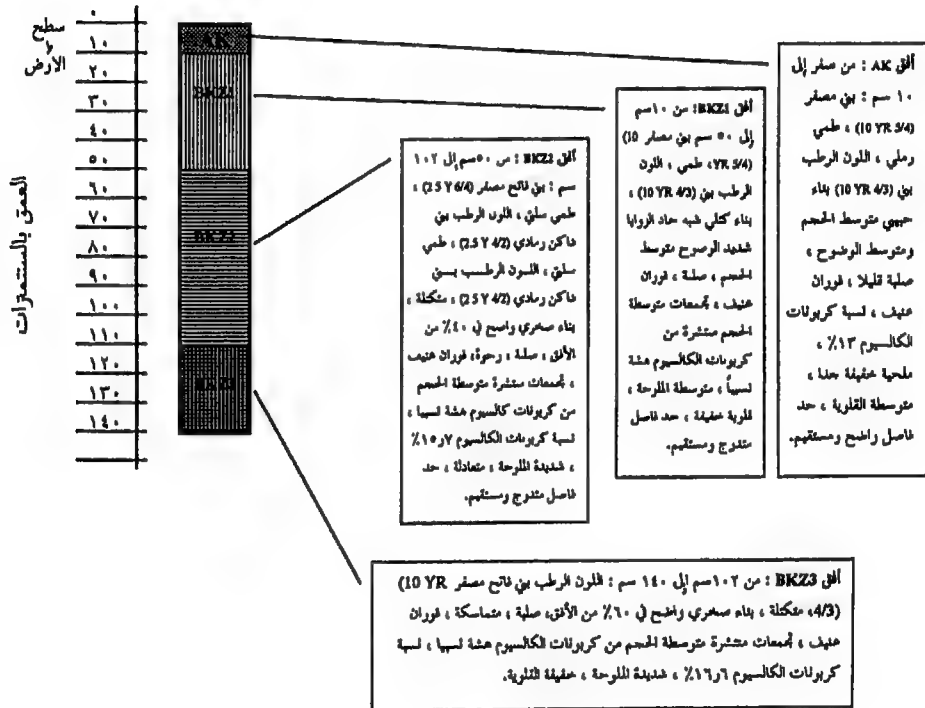 سطح
و
الأرض
العمق بالسنتمترات
٠
١٠
٢٠
٣٠
٤٠
٥٠
٦٠
٧٠
٨٠
٩٠
١٠٠
١١٠
١٢٠
١٣٠
١٤٠
AK
BKZ1
BKZ2
BKZ3
أفق AK : من صفر إلى
١٠ سم : بني مصفر
(10 YR 5/4) ، طمي
رملي ، اللون الرطب
بني (10 YR 4/3) بناء
حبيبي متوسط الحجم
ومتوسط الوضوح ،
صلبة قليلا ، فوران
عنيف ، نسبة كربونات
الكالسيوم ١٣٪ ،
ملحية خفيفة جدا ،
متوسطة القلوية ، حد
فاصل واضح ومستقيم.
أفق BKZ1: من ١٠سم
إلى ٥٠ سم بني مصفر (10
YR 5/4)، طمي ، اللون
الرطب بني (10 YR 4/3) ،
بناء كتلي شبه حاد الزوايا
شديد الوضوح متوسط
الحجم ، صلبة ، فوران
عنيف ، تجمعات متوسطة
الحجم منتشرة من
كربونات الكالسيوم هشة
نسبياً ، متوسطة الملوحة ،
قلوية خفيفة ، حد فاصل
متدرج ومستقيم.
أفق BKZ2 : من ٥٠سم إلى ١٠٢
سم : بني فاتح مصفر (2.5 Y 6/4) ،
طمي سلتي ، اللون الرطب بني
داكن رمادي (2.5 Y 4/2) ، طمي
سلتي ، اللون الرطب بني
داكن رمادي (2.5 Y 4/2) ، متكتلة ،
بناء صخري واضح في ٤٠٪ من
الأفق ، صلبة ، رخوة، فوران عنيف
، تجمعات منتشرة متوسطة الحجم
من كربونات كالسيوم هشة نسبيا ،
نسبة كربونات الكالسيوم ٧ر١٥٪
، شديدة الملوحة ، متعادلة ، حد
فاصل متدرج ومستقيم.
أفق BKZ3 : من ١٠٢سم إلى ١٤٠ سم : اللون الرطب بني فاتح مصفر (10 YR
4/3)، متكتلة ، بناء صخري واضح في ٦٠٪ من الأفق، صلبة ، متماسكة ، فوران
عنيف ، تجمعات منتشرة متوسطة الحجم من كربونات الكالسيوم هشة نسبيا ، نسبة
كربونات الكالسيوم ٦ر١٦٪ ، شديدة الملوحة ، خفيفة القلوية.